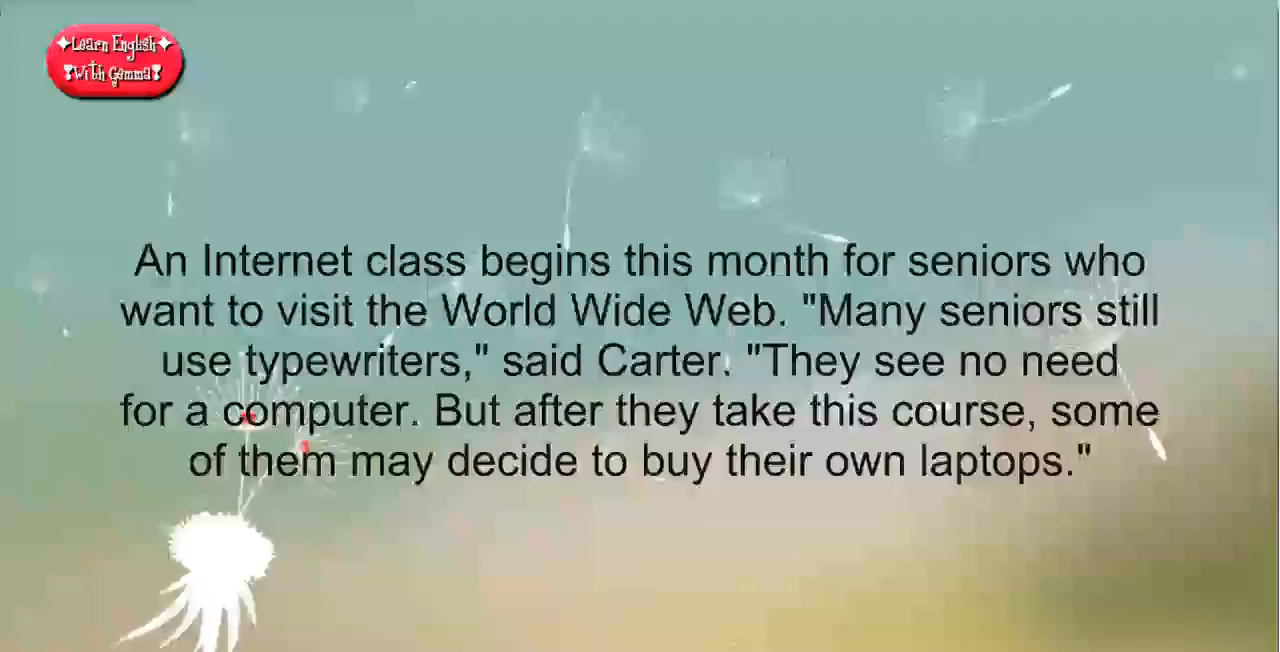 Learn English
With Gamma
An Internet class begins this month for seniors who
want to visit the World Wide Web. "Many seniors still
use typewriters," said Carter. "They see no need
for a computer. But after they take this course, some
of them may decide to buy their own laptops."